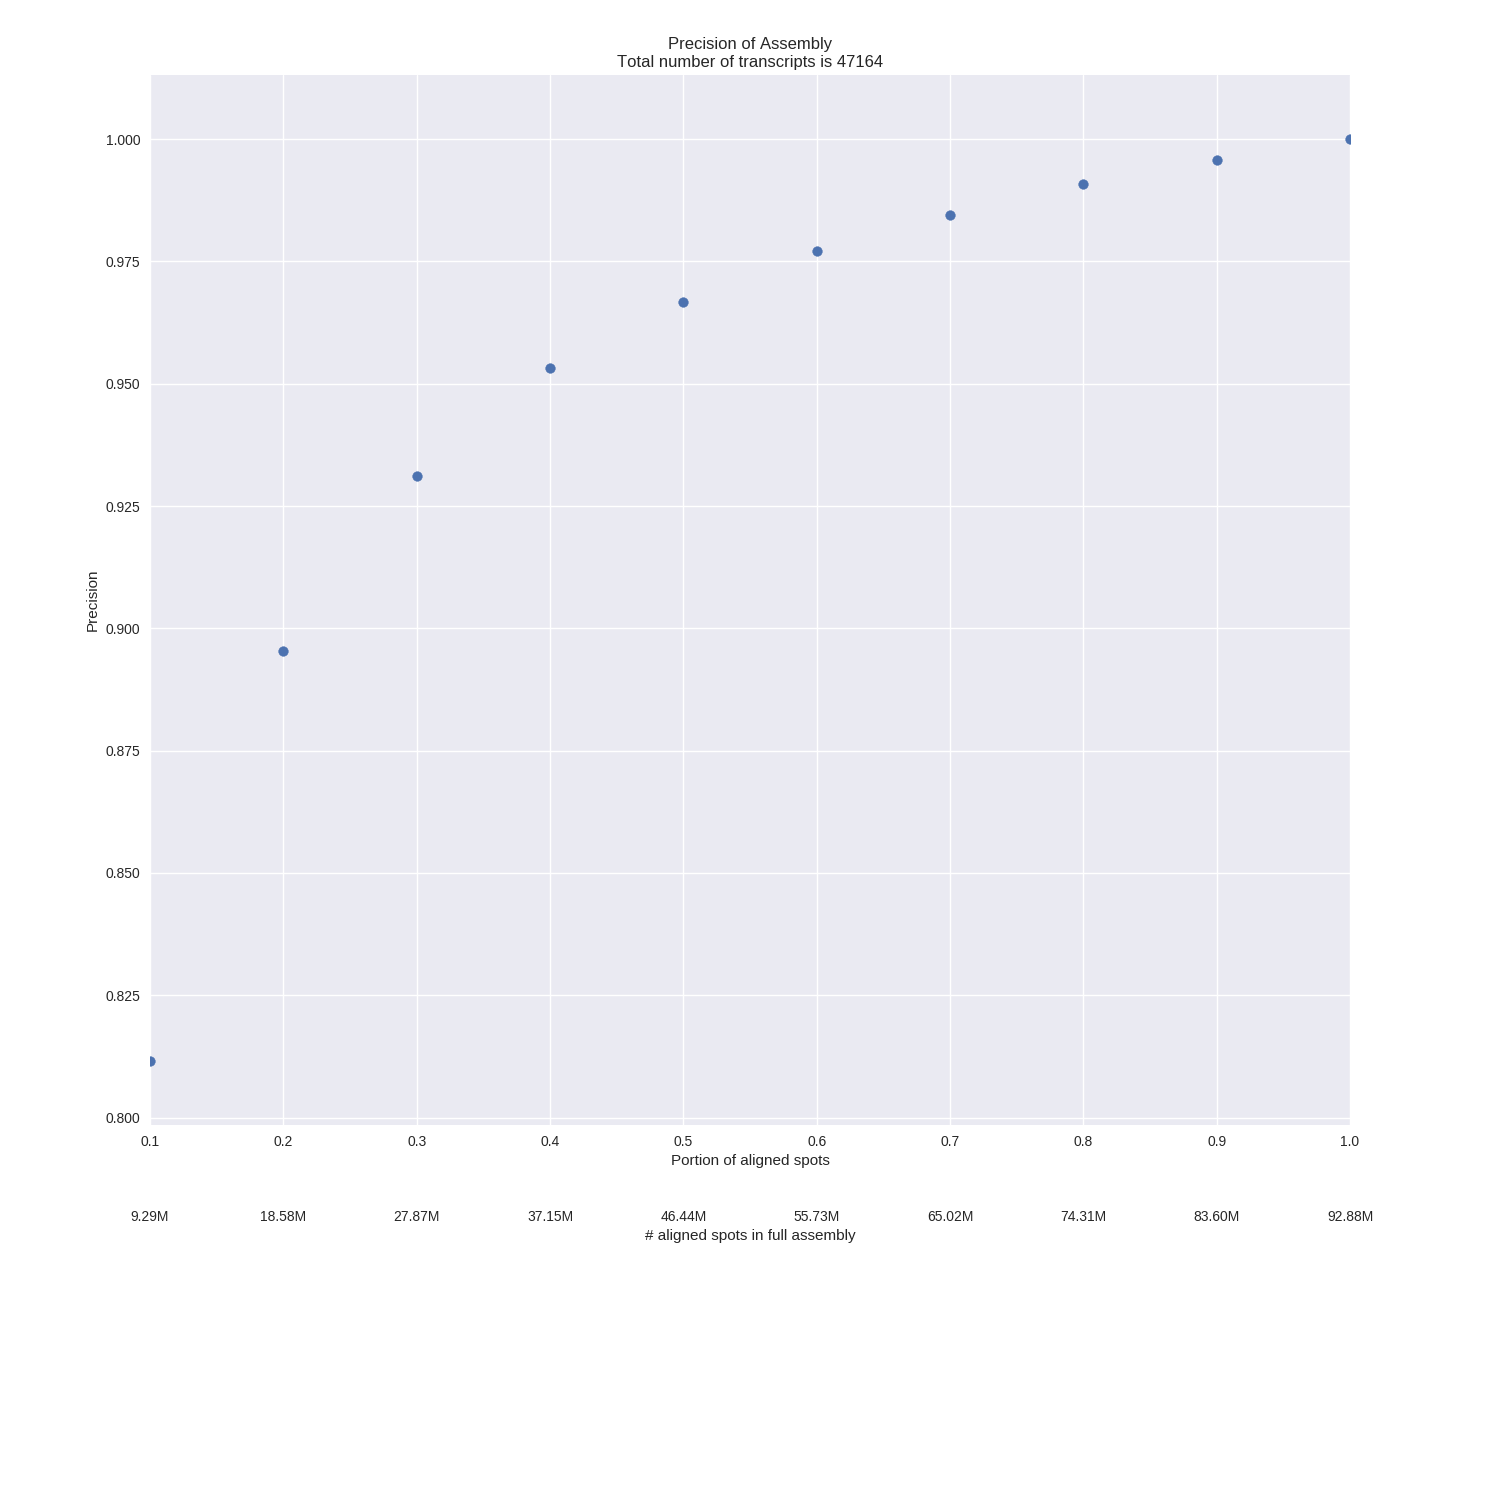 Precision of Assembly
Total number of transcripts is 47164
1.000
0.975
0.950
0.925
0.900
0.875
0.850
0.825
0.800
Precision
0.1 0.2 0.3 0.4 0.5 0.6 0.7 0.8 0.9 1.0
Portion of aligned spots
9.29M 18.58M 27.87M 37.15M 46.44M 55.73M 65.02M 74.31M 83.60M 92.88M
# aligned spots in full assembly